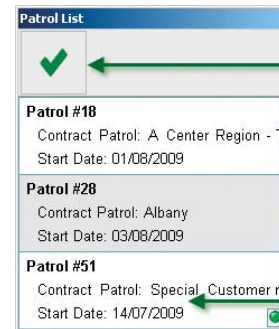 Patrol List
Patrol #18
Contract Patrol: A Center Region -
Start Date: 01/08/2009
Patrol #28
Contract Patrol: Albany
Start Date: 03/08/2009
Patrol #51
Contract Patrol: Special Customer
Start Date: 14/07/2009